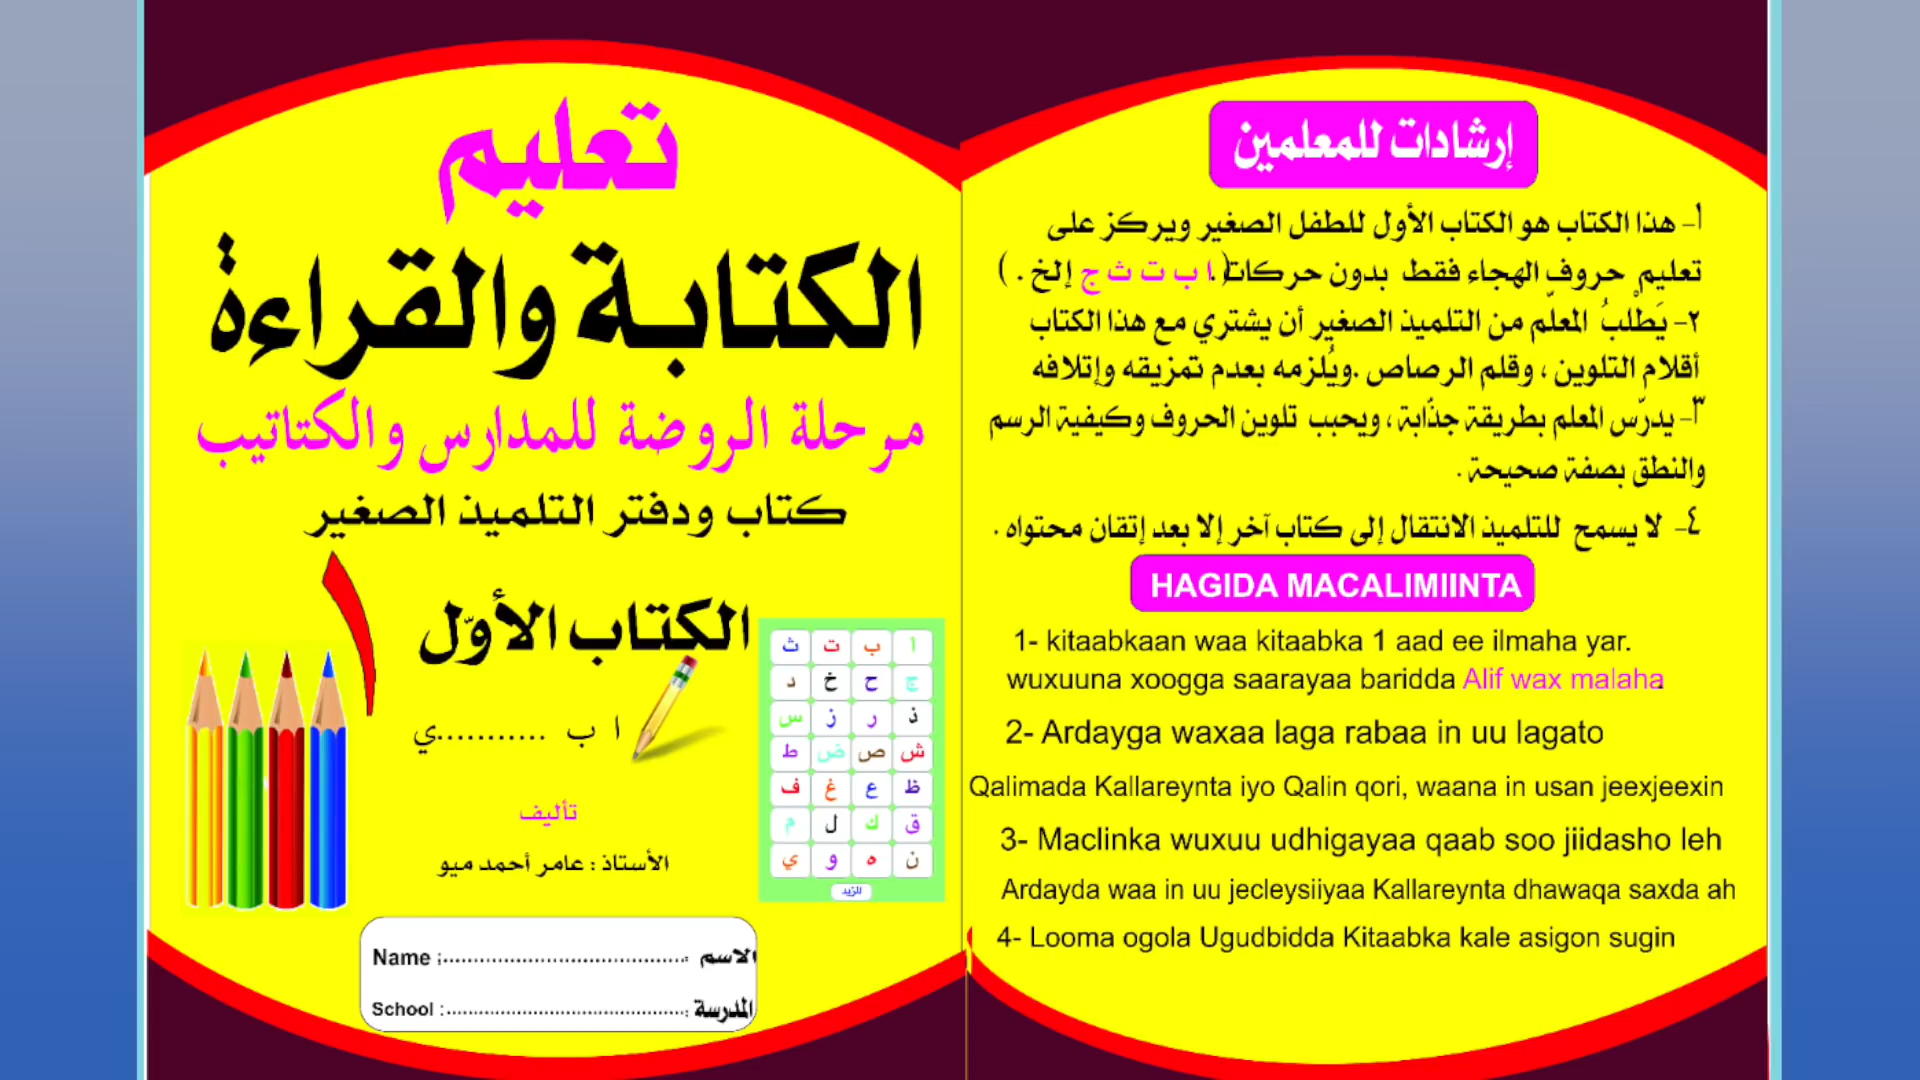 تعليم
الكتابة والقراءة
مرحلة الروضة للمدارس والكتاتيب
كتاب ودفتر التلميذ الصغير
١
الكتاب الأوّل
ا ب ...........ي
تأليف
الأستاذ : عامر أحمد ميو
ا ب ت ث
ج ح خ د
ذ ر ز س
ش ص ض ط
ظ ع غ ف
ق ك ل م
ن ه و ي
للزيد
Name :....................................... : الاسم
School :....................................... : المدرسة
إرشادات للمعلمين
١- هذا الكتاب هو الكتاب الأول للطفل الصغير ويركز على
تعليم حروف الهجاء فقط بدون حركات( ا ب ت ث ج إلخ . )
٢- يَطْلبُ المعلّم من التلميذ الصغير أن يشتري مع هذا الكتاب
أقلام التلوين ، وقلم الرصاص .ويُلزمه بعدم تمزيقه وإتلافه
٣- يدرّس المعلم بطريقة جذّابة ، ويحبب تلوين الحروف وكيفية الرسم
والنطق بصفة صحيحة .
٤- لا يسمح للتلميذ الانتقال إلى كتاب آخر إلا بعد إتقان محتواه .
HAGIDA MACALIMIINTA
1- kitaabkaan waa kitaabka 1 aad ee ilmaha yar.
wuxuuna xoogga saarayaa baridda Alif wax malaha
2- Ardayga waxaa laga rabaa in uu lagato
Qalimada Kallareynta iyo Qalin qori, waana in usan jeexjeexin
3- Maclinka wuxuu udhigayaa qaab soo jiidasho leh
Ardayda waa in uu jecleysiiyaa Kallareynta dhawaqa saxda ah
4- Looma ogola Ugudbidda Kitaabka kale asigon sugin